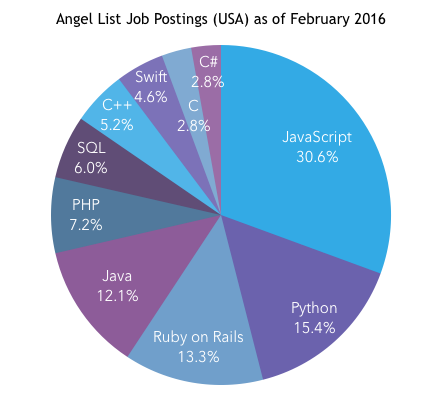 Angel List Job Postings (USA) as of February 2016
C#
2.8%
Swift
4.6%
C
2.8%
C++
5.2%
JavaScript
30.6%
SQL
6.0%
PHP
7.2%
Java
12.1%
Python
15.4%
Ruby on Rails
13.3%